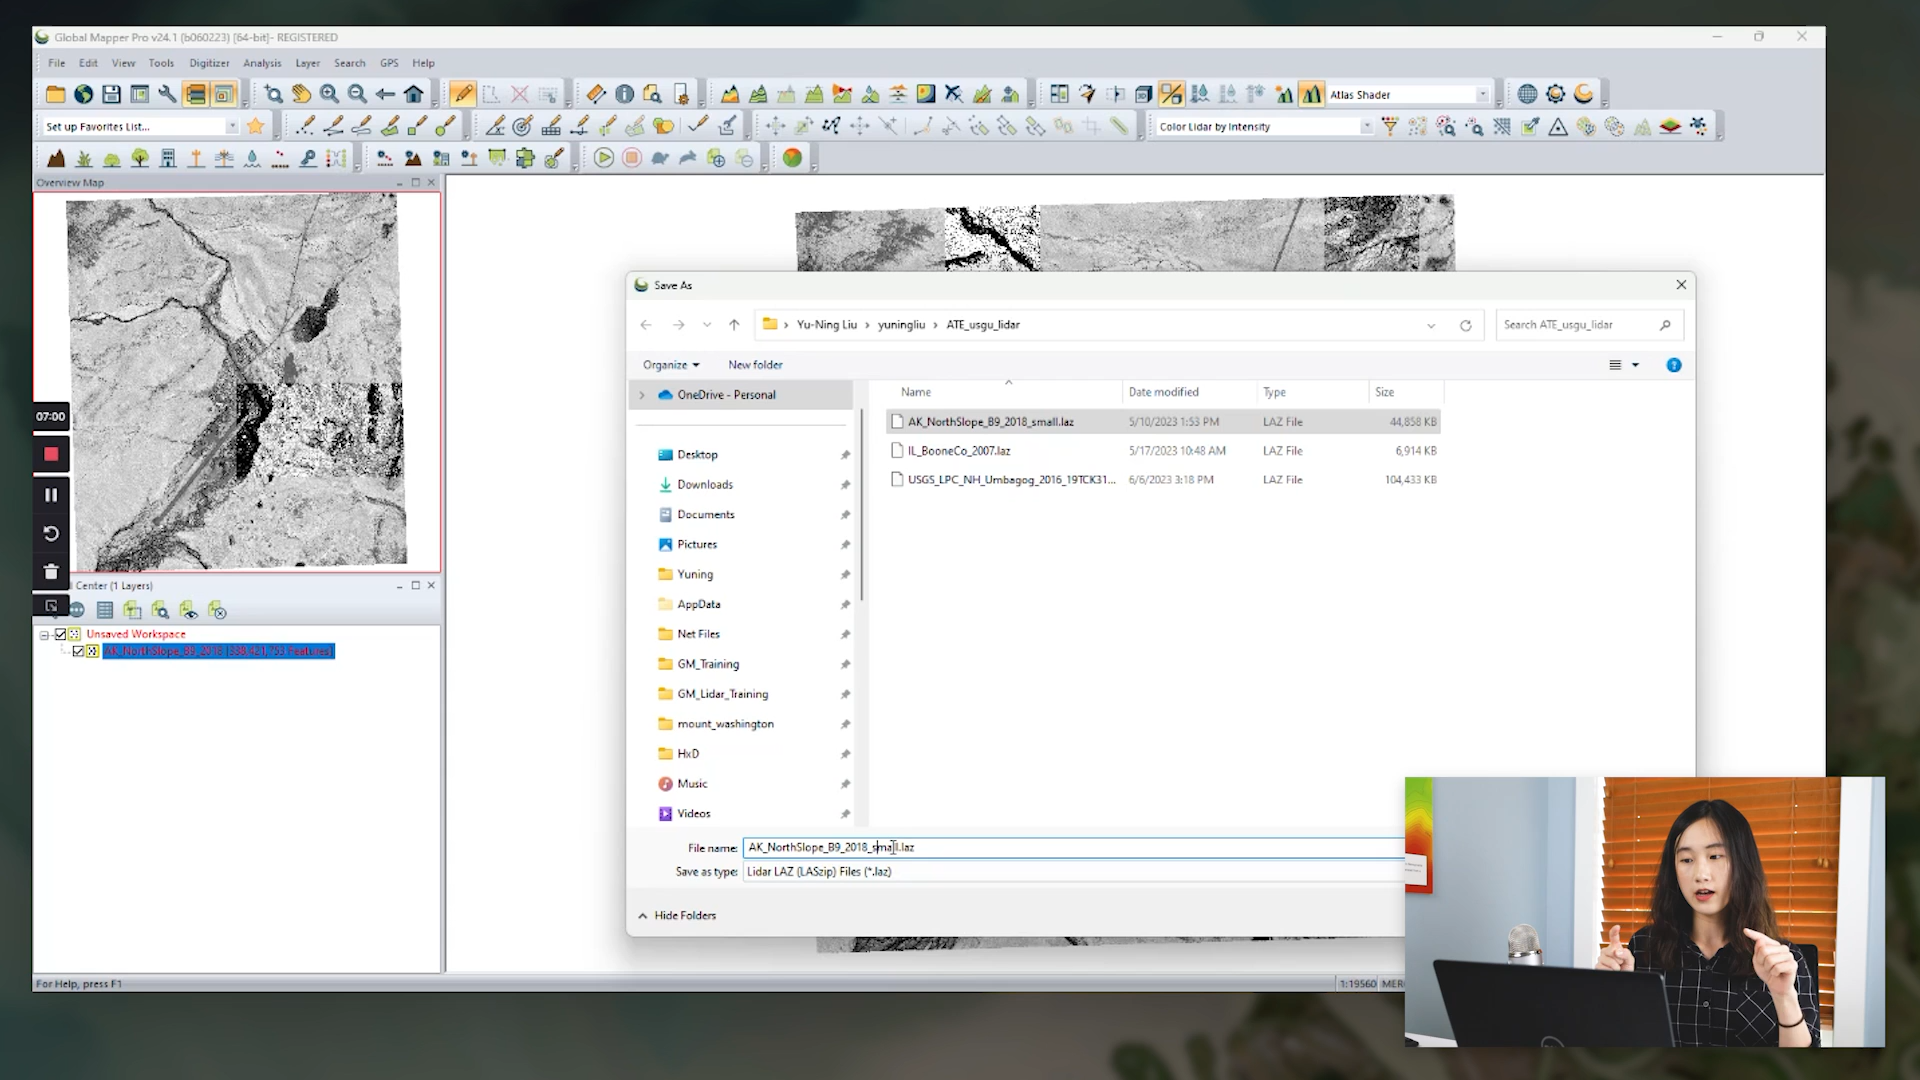 Global Mapper Pro v24.1 (b060223) [64-bit]- REGISTERED
File Edit View Tools Digitizer Analysis Layer Search GPS Help
Atlas Shader
Set up Favorites List...
Color Lidar by Intensity
Overview Map
Save As
Yu-Ning Liu › yuningliu › ATE_usgu_lidar
Search ATE_usgu_lidar
Organize
New folder
Name
Date modified
Type
Size
OneDrive - Personal
AK_NorthSlope_B9_2018_small.laz 5/10/2023 1:53 PM LAZ File 44,858 KB
IL_BooneCo_2007.laz 5/17/2023 10:48 AM LAZ File 6,914 KB
USGS_LPC_NH_Umbagog_2016_19TCK31... 6/6/2023 3:18 PM LAZ File 104,433 KB
Desktop
Downloads
Documents
Pictures
Yuning
AppData
Net Files
GM_Training
GM_Lidar_Training
mount_washington
HxD
Music
Videos
07:00
Center (1 Layers)
Unsaved Workspace
AK_NorthSlope_B9_2018 [338,421,753 Features]
File name: AK_NorthSlope_B9_2018_small.laz
Save as type: Lidar LAZ (LASzip) Files (*.laz)
Hide Folders
For Help, press F1
1:19560
MER